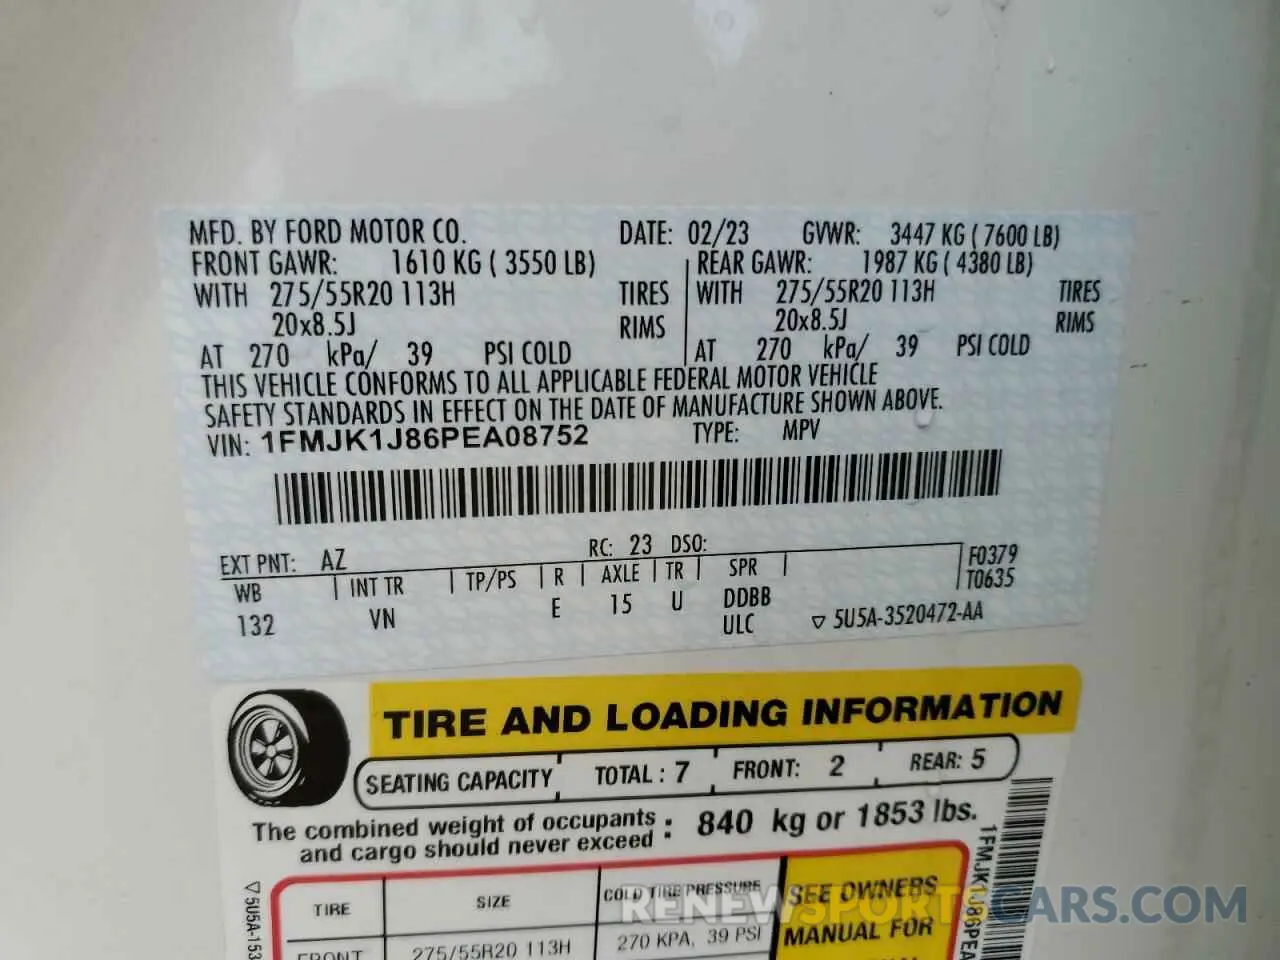 MFD. BY FORD MOTOR CO. DATE: 02/23 GVWR: 3447 KG ( 7600 LB)
FRONT GAWR: 1610 KG ( 3550 LB) REAR GAWR: 1987 KG ( 4380 LB)
WITH 275/55R20 113H TIRES WITH 275/55R20 113H TIRES
20x8.5J RIMS 20x8.5J RIMS
AT 270 kPa/ 39 PSI COLD AT 270 kPa/ 39 PSI COLD
THIS VEHICLE CONFORMS TO ALL APPLICABLE FEDERAL MOTOR VEHICLE
SAFETY STANDARDS IN EFFECT ON THE DATE OF MANUFACTURE SHOWN ABOVE.
VIN: 1FMJK1J86PEA08752 TYPE: MPV
EXT PNT: AZ RC: 23 DSO: F0379
WB INT TR TP/PS R AXLE TR SPR T0635
132 VN E 15 U DDBB
ULC ▽ 5U5A-3520472-AA
TIRE AND LOADING INFORMATION
SEATING CAPACITY TOTAL : 7 FRONT: 2 REAR: 5
The combined weight of occupants
and cargo should never exceed : 840 kg or 1853 lbs.
TIRE SIZE COLD TIRE PRESSURE SEE OWNERS
FRONT 275/55R20 113H 270 KPA, 39 PSI MANUAL FOR
▽5U5A-153
1FMJK1J86PEA
RENEWSPORTSCARS.COM